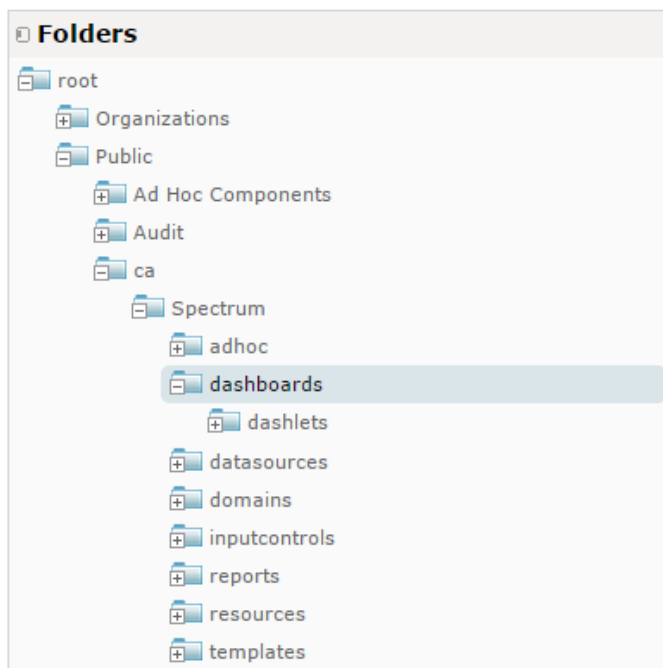 Folders
root
Organizations
Public
Ad Hoc Components
Audit
ca
Spectrum
adhoc
dashboards
dashlets
datasources
domains
inputcontrols
reports
resources
templates